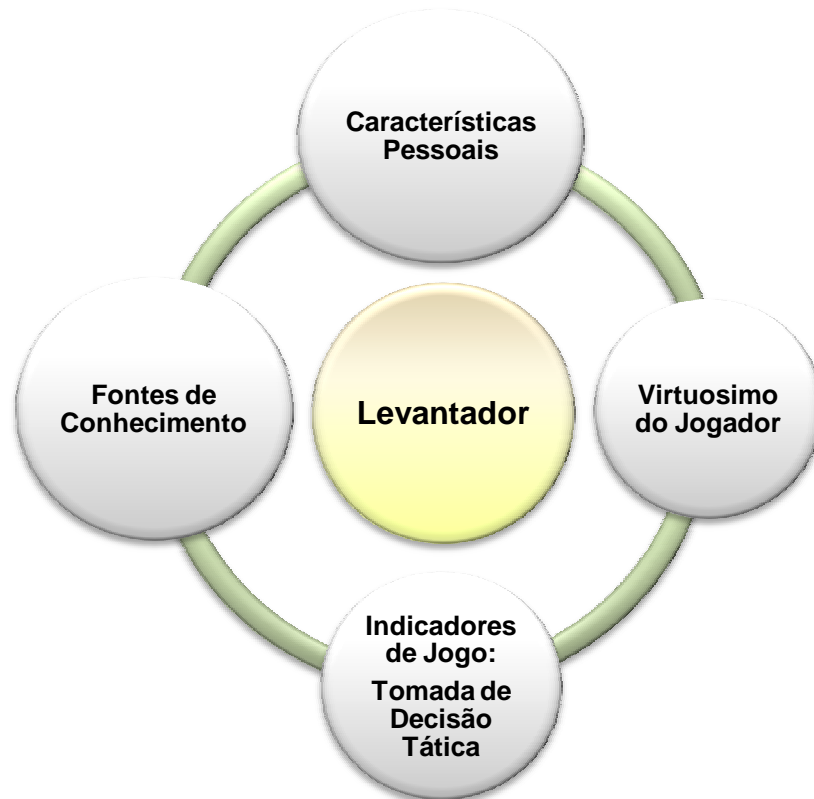 Características
Pessoais
Fontes de
Conhecimento
Levantador
Virtuosimo
do Jogador
Indicadores
de Jogo:
Tomada de
Decisão
Tática